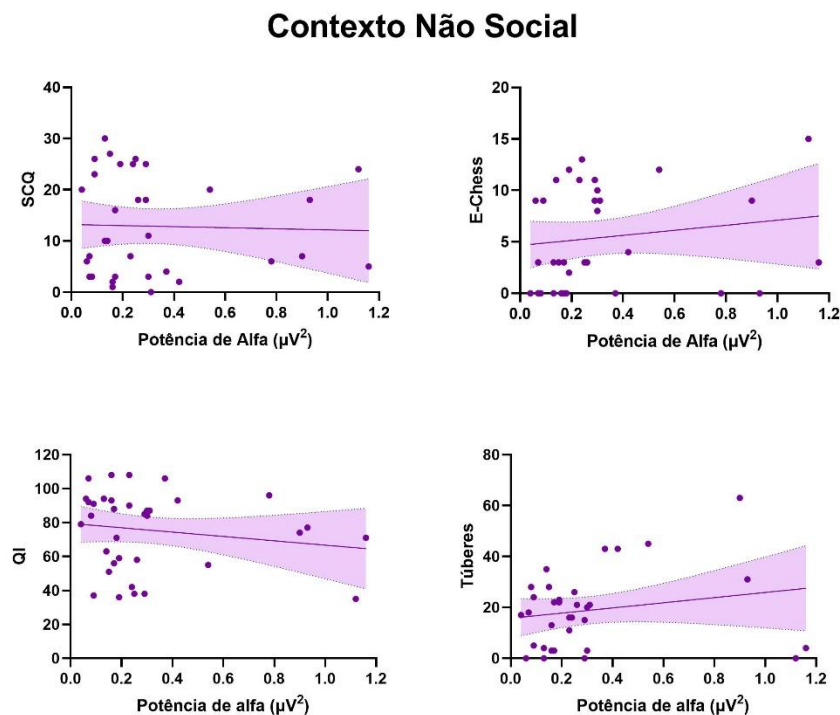 Contexto Não Social
40
30
20
10
0
SCQ
0.0 0.2 0.4 0.6 0.8 1.0 1.2
Potência de Alfa (µV²)
20
15
10
5
0
E-Chess
0.0 0.2 0.4 0.6 0.8 1.0 1.2
Potência de Alfa (µV²)
120
100
80
60
40
20
0
QI
0.0 0.2 0.4 0.6 0.8 1.0 1.2
Potência de alfa (µV²)
80
60
40
20
0
Túberes
0.0 0.2 0.4 0.6 0.8 1.0 1.2
Potência de alfa (µV²)